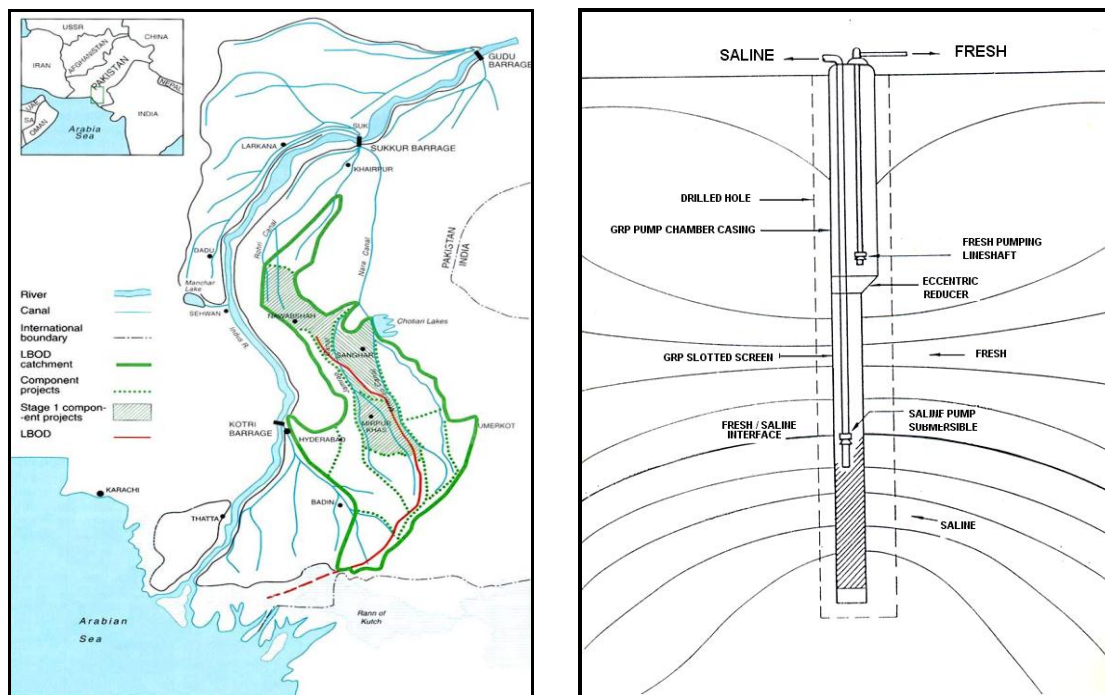 USSR
CHINA
AFGHANISTAN
IRAN
PAKISTAN
NEPAL
UAE
SA
OMAN
INDIA
Arabia
Sea
GUDU
BARRAGE
SUK
LARKANA
SUKKUR BARRAGE
KHAIRPUR
Rohri Canal
Nara Canal
PAKISTAN
INDIA
DADU
Manchar
Lake
SEHWAN
Indus R.
Chotiari Lakes
NAWABSHAH
SANGHAR
River
Canal
International
boundary
LBOD
catchment
Component
projects
Stage 1 compon-
ent projects
LBOD
MIRPUR
KHAS
UMERKOT
KOTRI
BARRAGE
HYDERABAD
KARACHI
BADIN
THATTA
Arabian
Sea
Rann of
Kutch
SALINE
FRESH
DRILLED HOLE
GRP PUMP CHAMBER CASING
FRESH PUMPING
LINESHAFT
ECCENTRIC
REDUCER
GRP SLOTTED SCREEN
FRESH
FRESH / SALINE
INTERFACE
SALINE PUMP
SUBMERSIBLE
SALINE